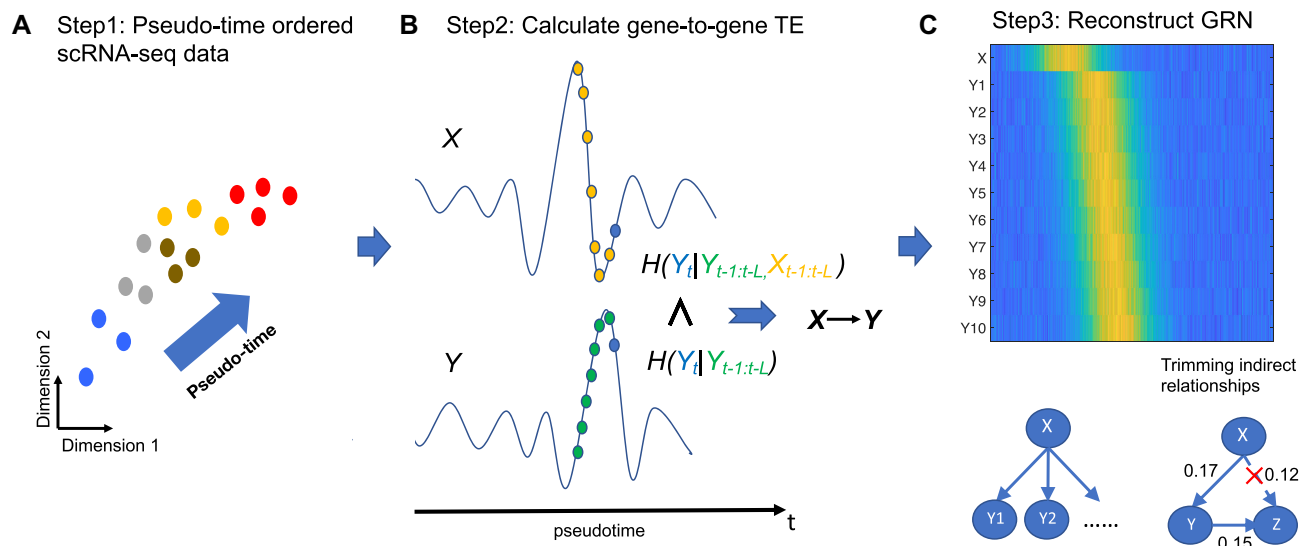 A
Step1: Pseudo-time ordered
scRNA-seq data
Dimension 2
Dimension 1
Pseudo-time
B
Step2: Calculate gene-to-gene TE
X
Y
H(Yt|Yt-1:t-L,Xt-1:t-L)
<
H(Yt|Yt-1:t-L)
X→Y
pseudotime
t
C
Step3: Reconstruct GRN
X
Y1
Y2
Y3
Y4
Y5
Y6
Y7
Y8
Y9
Y10
Trimming indirect
relationships
X
Y1
Y2
......
X
0.17
0.12
Y
Z
0.15